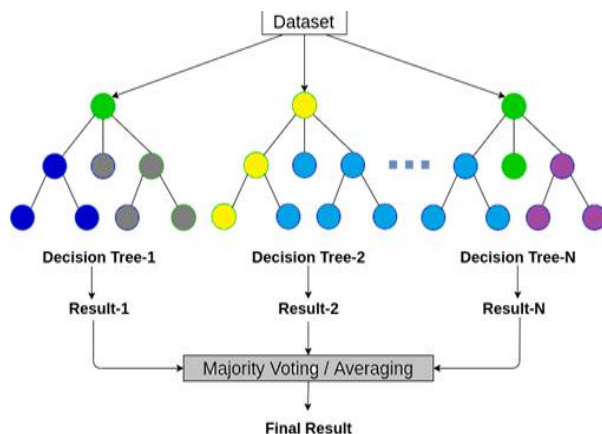 Dataset
Decision Tree-1
Decision Tree-2
Decision Tree-N
Result-1
Result-2
Result-N
Majority Voting / Averaging
Final Result